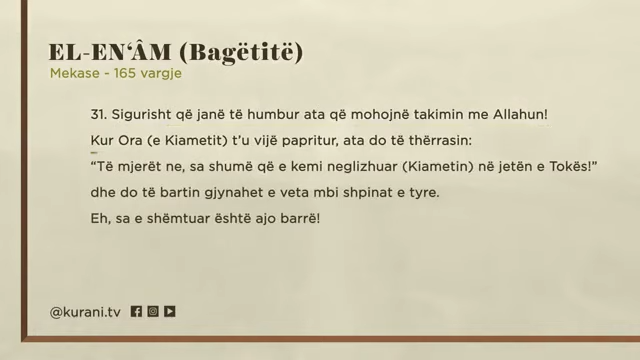 EL-EN‘ÂM (Bagëtitë)
Mekase - 165 vargje
31. Sigurisht që janë të humbur ata që mohojnë takimin me Allahun!
Kur Ora (e Kiametit) t’u vijë papritur, ata do të thërrasin:
“Të mjerët ne, sa shumë që e kemi neglizhuar (Kiametin) në jetën e Tokës!”
dhe do të bartin gjynahet e veta mbi shpinat e tyre.
Eh, sa e shëmtuar është ajo barrë!
@kurani.tv